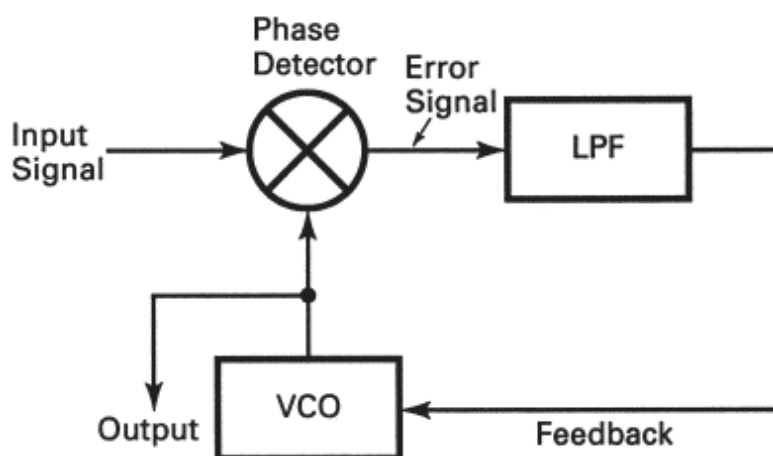 Phase
Detector
Error
Signal
Input
Signal
LPF
VCO
Output
Feedback